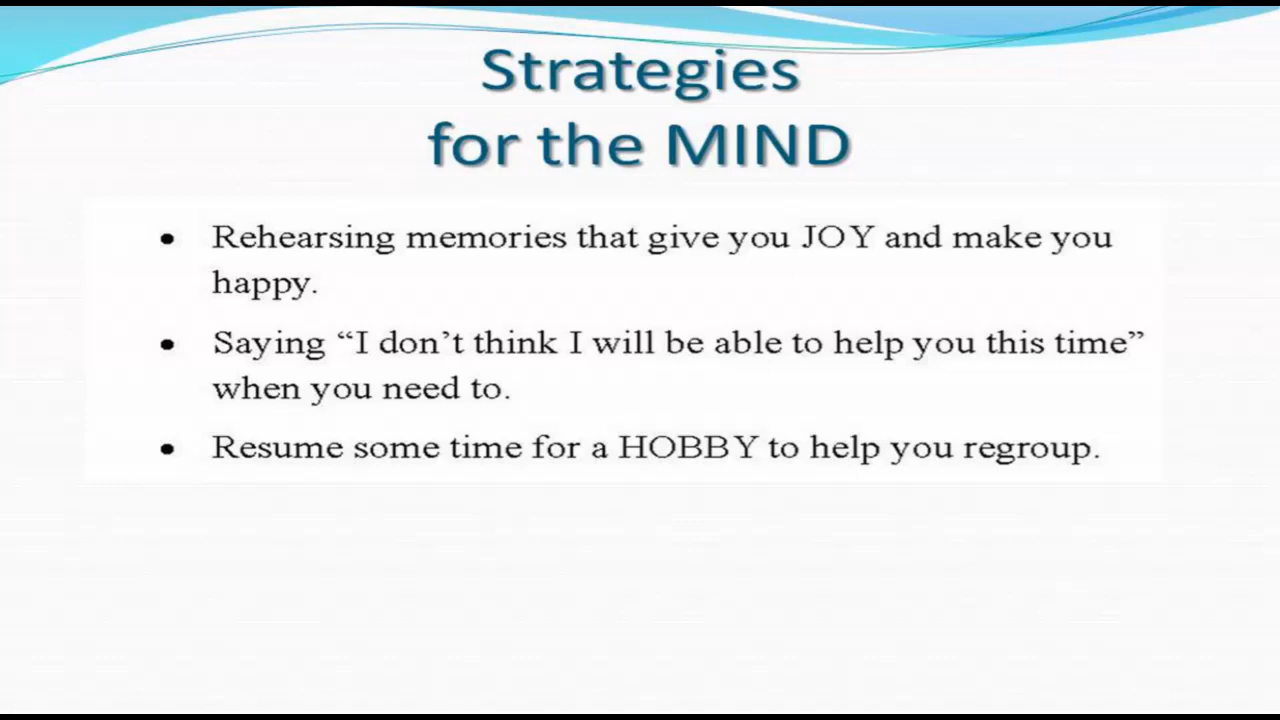 Strategies
for the MIND
• Rehearsing memories that give you JOY and make you
happy.
• Saying “I don’t think I will be able to help you this time”
when you need to.
• Resume some time for a HOBBY to help you regroup.